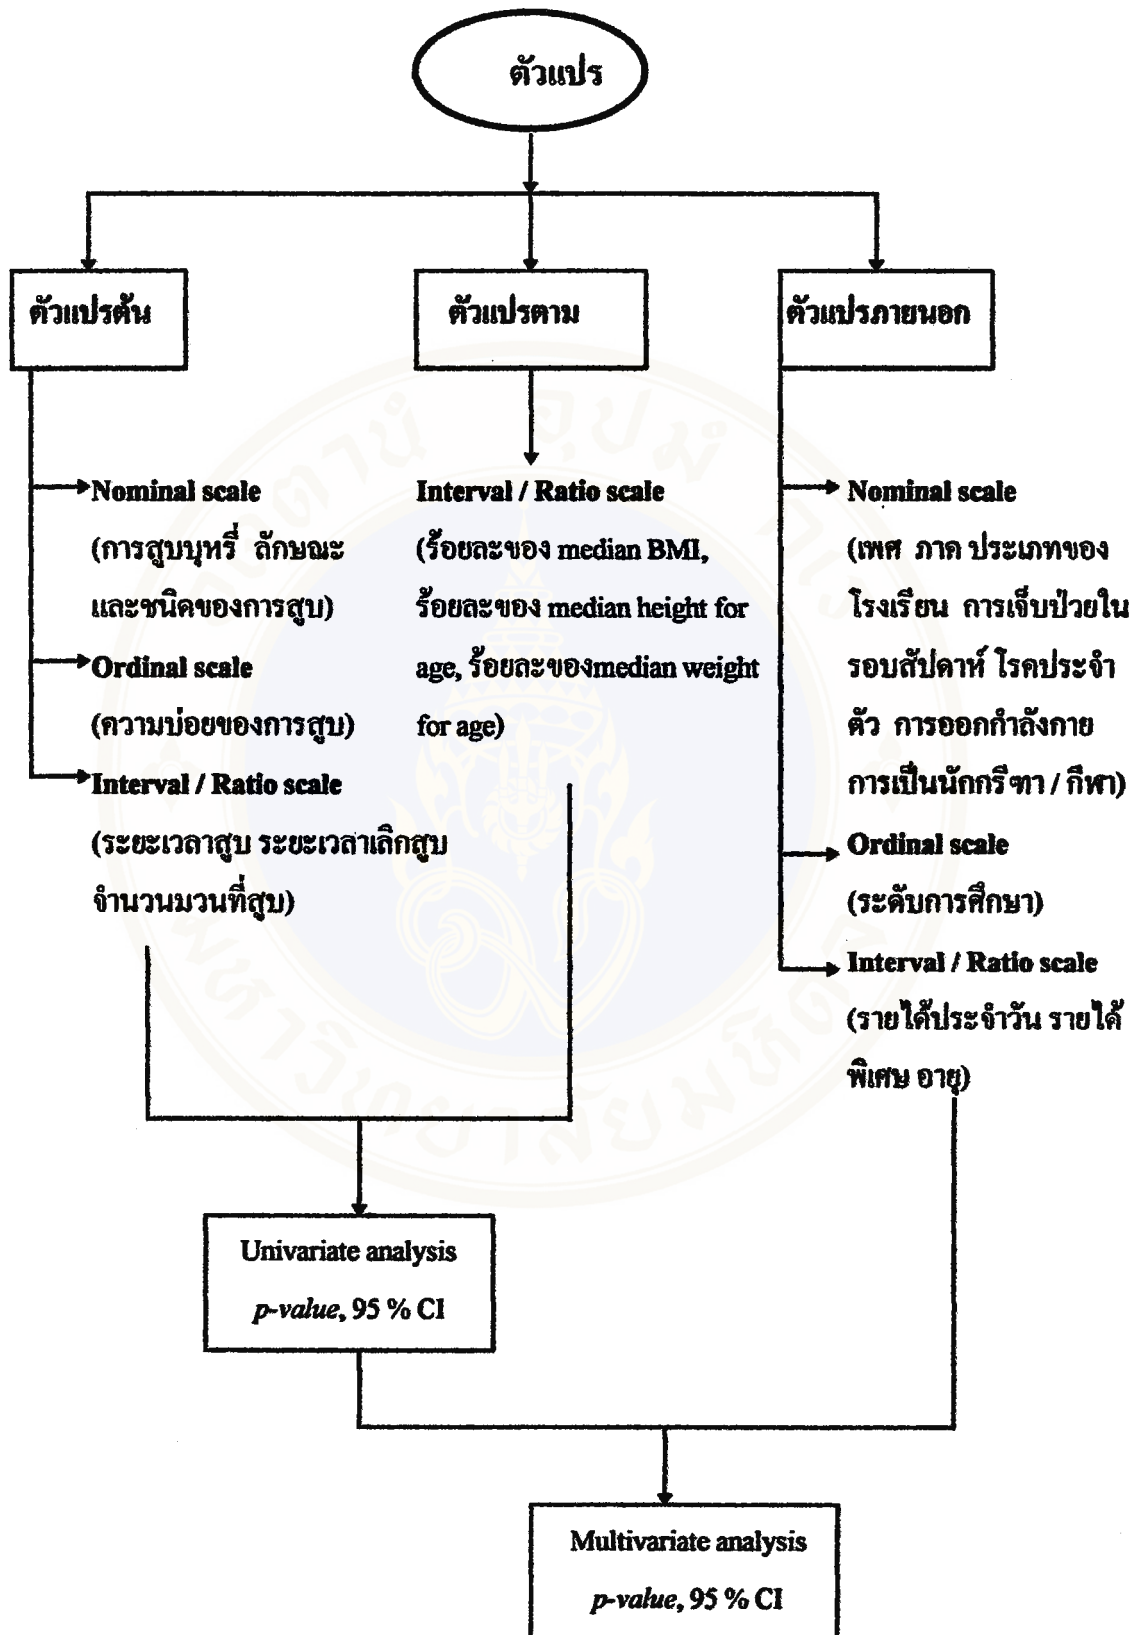 ตัวแปร
ตัวแปรต้น
ตัวแปรตาม
ตัวแปรภายนอก
Nominal scale
(การสูบบุหรี่ ลักษณะ
และชนิดของการสูบ)
Ordinal scale
(ความบ่อยของการสูบ)
Interval / Ratio scale
(ระยะเวลาสูบ ระยะเวลาเลิกสูบ
จำนวนมวนที่สูบ)
Interval / Ratio scale
(ร้อยละของ median BMI,
ร้อยละของ median height for
age, ร้อยละของmedian weight
for age)
Nominal scale
(เพศ ภาค ประเภทของ
โรงเรียน การเจ็บป่วยใน
รอบสัปดาห์ โรคประจำ
ตัว การออกกำลังกาย
การเป็นนักกรีฑา / กีฬา)
Ordinal scale
(ระดับการศึกษา)
Interval / Ratio scale
(รายได้ประจำวัน รายได้
พิเศษ อายุ)
Univariate analysis
p-value, 95 % CI
Multivariate analysis
p-value, 95 % CI
มหาวิทยาลัยมหิดล